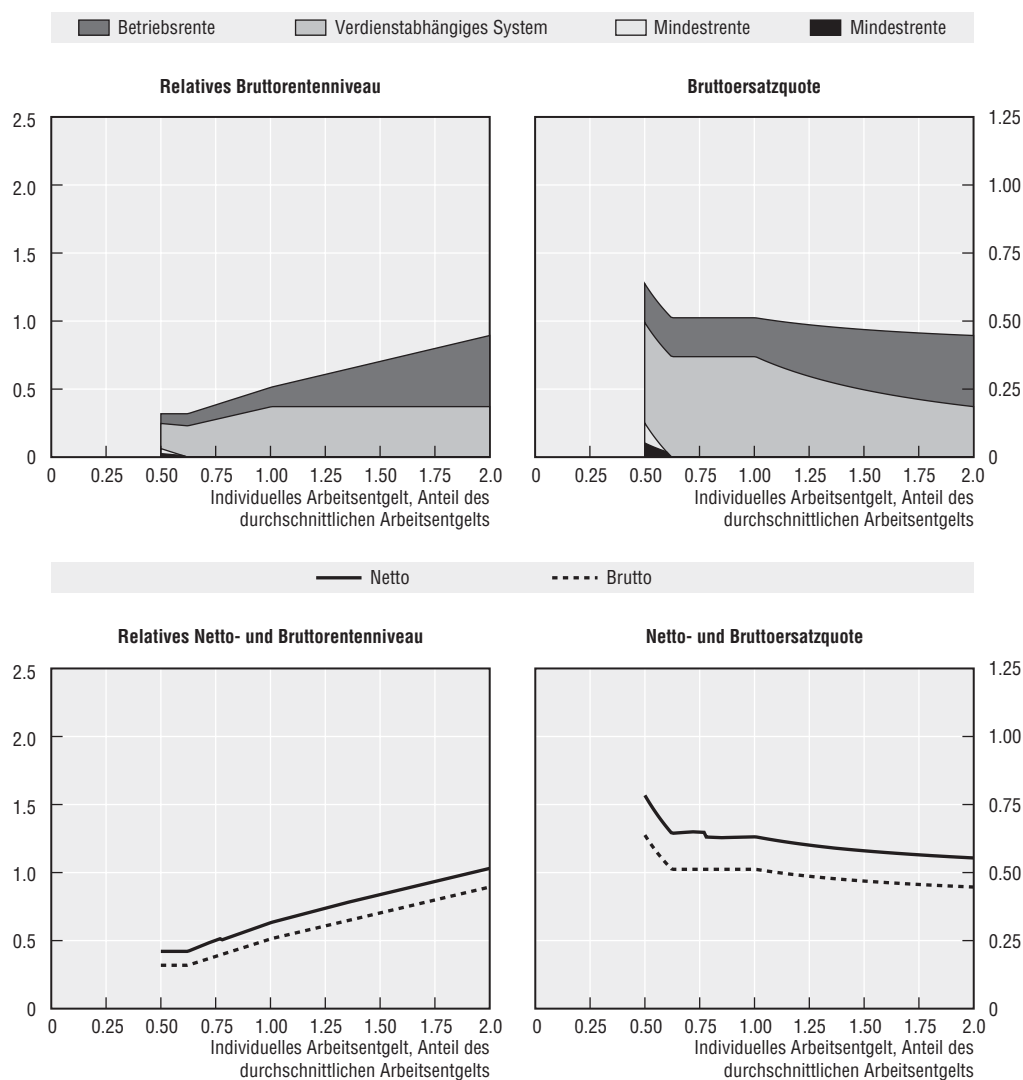 Betriebsrente Verdienstabhängiges System Mindestrente Mindestrente
Relatives Bruttorentenniveau
2.5
2.0
1.5
1.0
0.5
0
0 0.25 0.50 0.75 1.00 1.25 1.50 1.75 2.0
Individuelles Arbeitsentgelt, Anteil des
durchschnittlichen Arbeitsentgelts
Bruttoersatzquote
1.25
1.00
0.75
0.50
0.25
0
0 0.25 0.50 0.75 1.00 1.25 1.50 1.75 2.0
Individuelles Arbeitsentgelt, Anteil des
durchschnittlichen Arbeitsentgelts
Netto Brutto
Relatives Netto- und Bruttorentenniveau
2.5
2.0
1.5
1.0
0.5
0
0 0.25 0.50 0.75 1.00 1.25 1.50 1.75 2.0
Individuelles Arbeitsentgelt, Anteil des
durchschnittlichen Arbeitsentgelts
Netto- und Bruttoersatzquote
1.25
1.00
0.75
0.50
0.25
0
0 0.25 0.50 0.75 1.00 1.25 1.50 1.75 2.0
Individuelles Arbeitsentgelt, Anteil des
durchschnittlichen Arbeitsentgelts